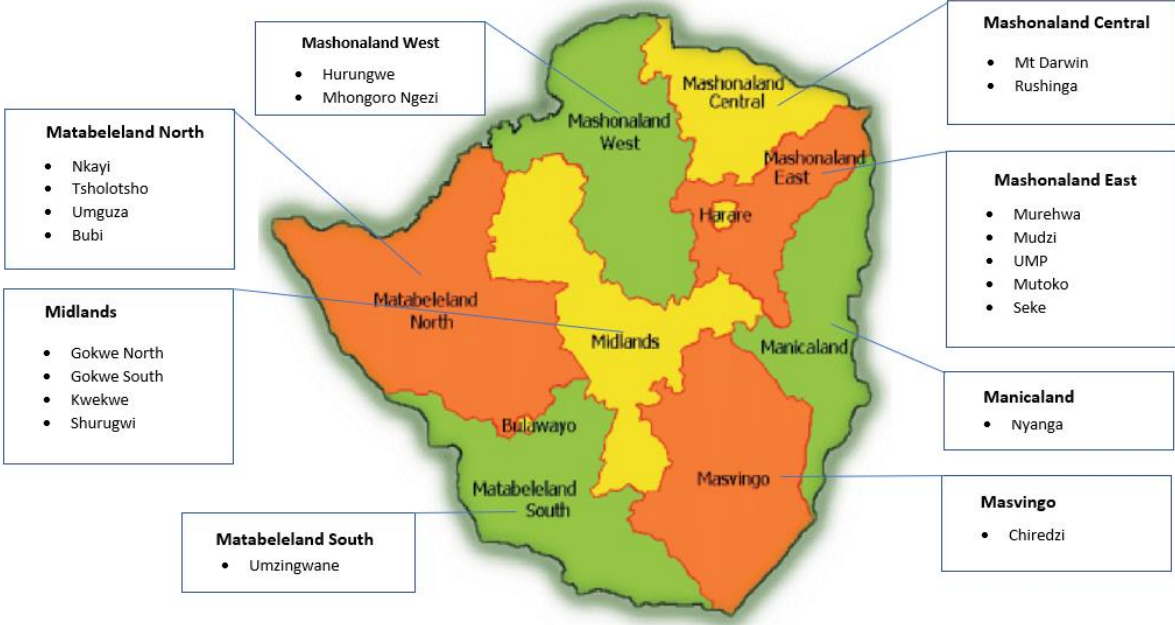 Mashonaland West
• Hurungwe
• Mhongoro Ngezi
Mashonaland Central
• Mt Darwin
• Rushinga
Matabeleland North
• Nkayi
• Tsholotsho
• Umguza
• Bubi
Mashonaland East
• Murehwa
• Mudzi
• UMP
• Mutoko
• Seke
Midlands
• Gokwe North
• Gokwe South
• Kwekwe
• Shurugwi
Manicaland
• Nyanga
Masvingo
• Chiredzi
Matabeleland South
• Umzingwane
Mashonaland
Central
Mashonaland
West
Mashonaland
East
Harare
Matabeleland
North
Midlands
Manicaland
Bulawayo
Masvingo
Matabeleland
South